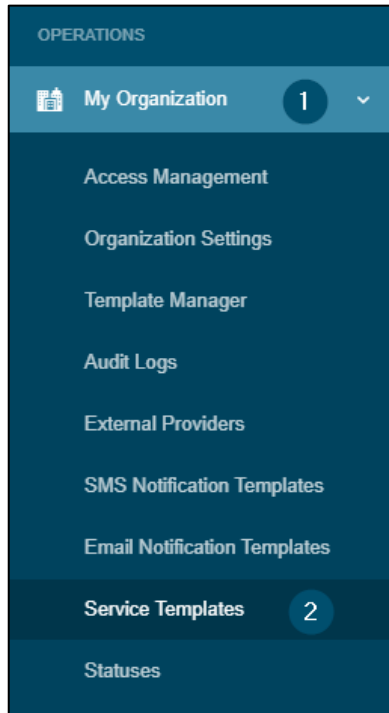 OPERATIONS
My Organization 1
Access Management
Organization Settings
Template Manager
Audit Logs
External Providers
SMS Notification Templates
Email Notification Templates
Service Templates 2
Statuses